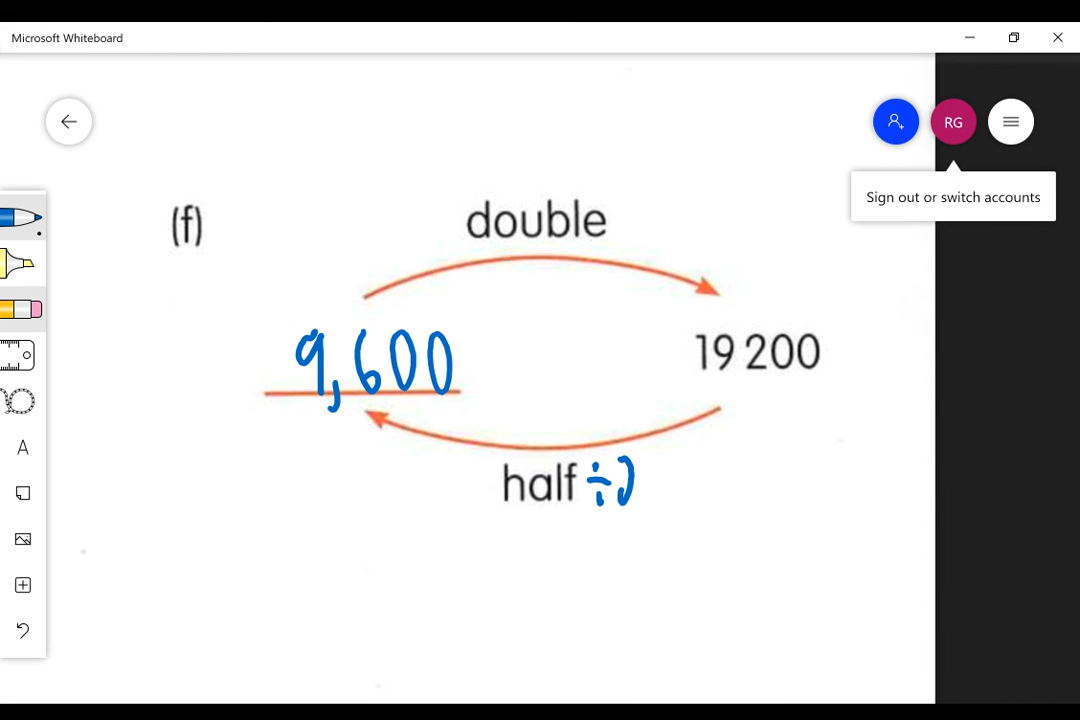 Microsoft Whiteboard
RG
Sign out or switch accounts
(f)
double
9,600
19 200
half ÷2
A